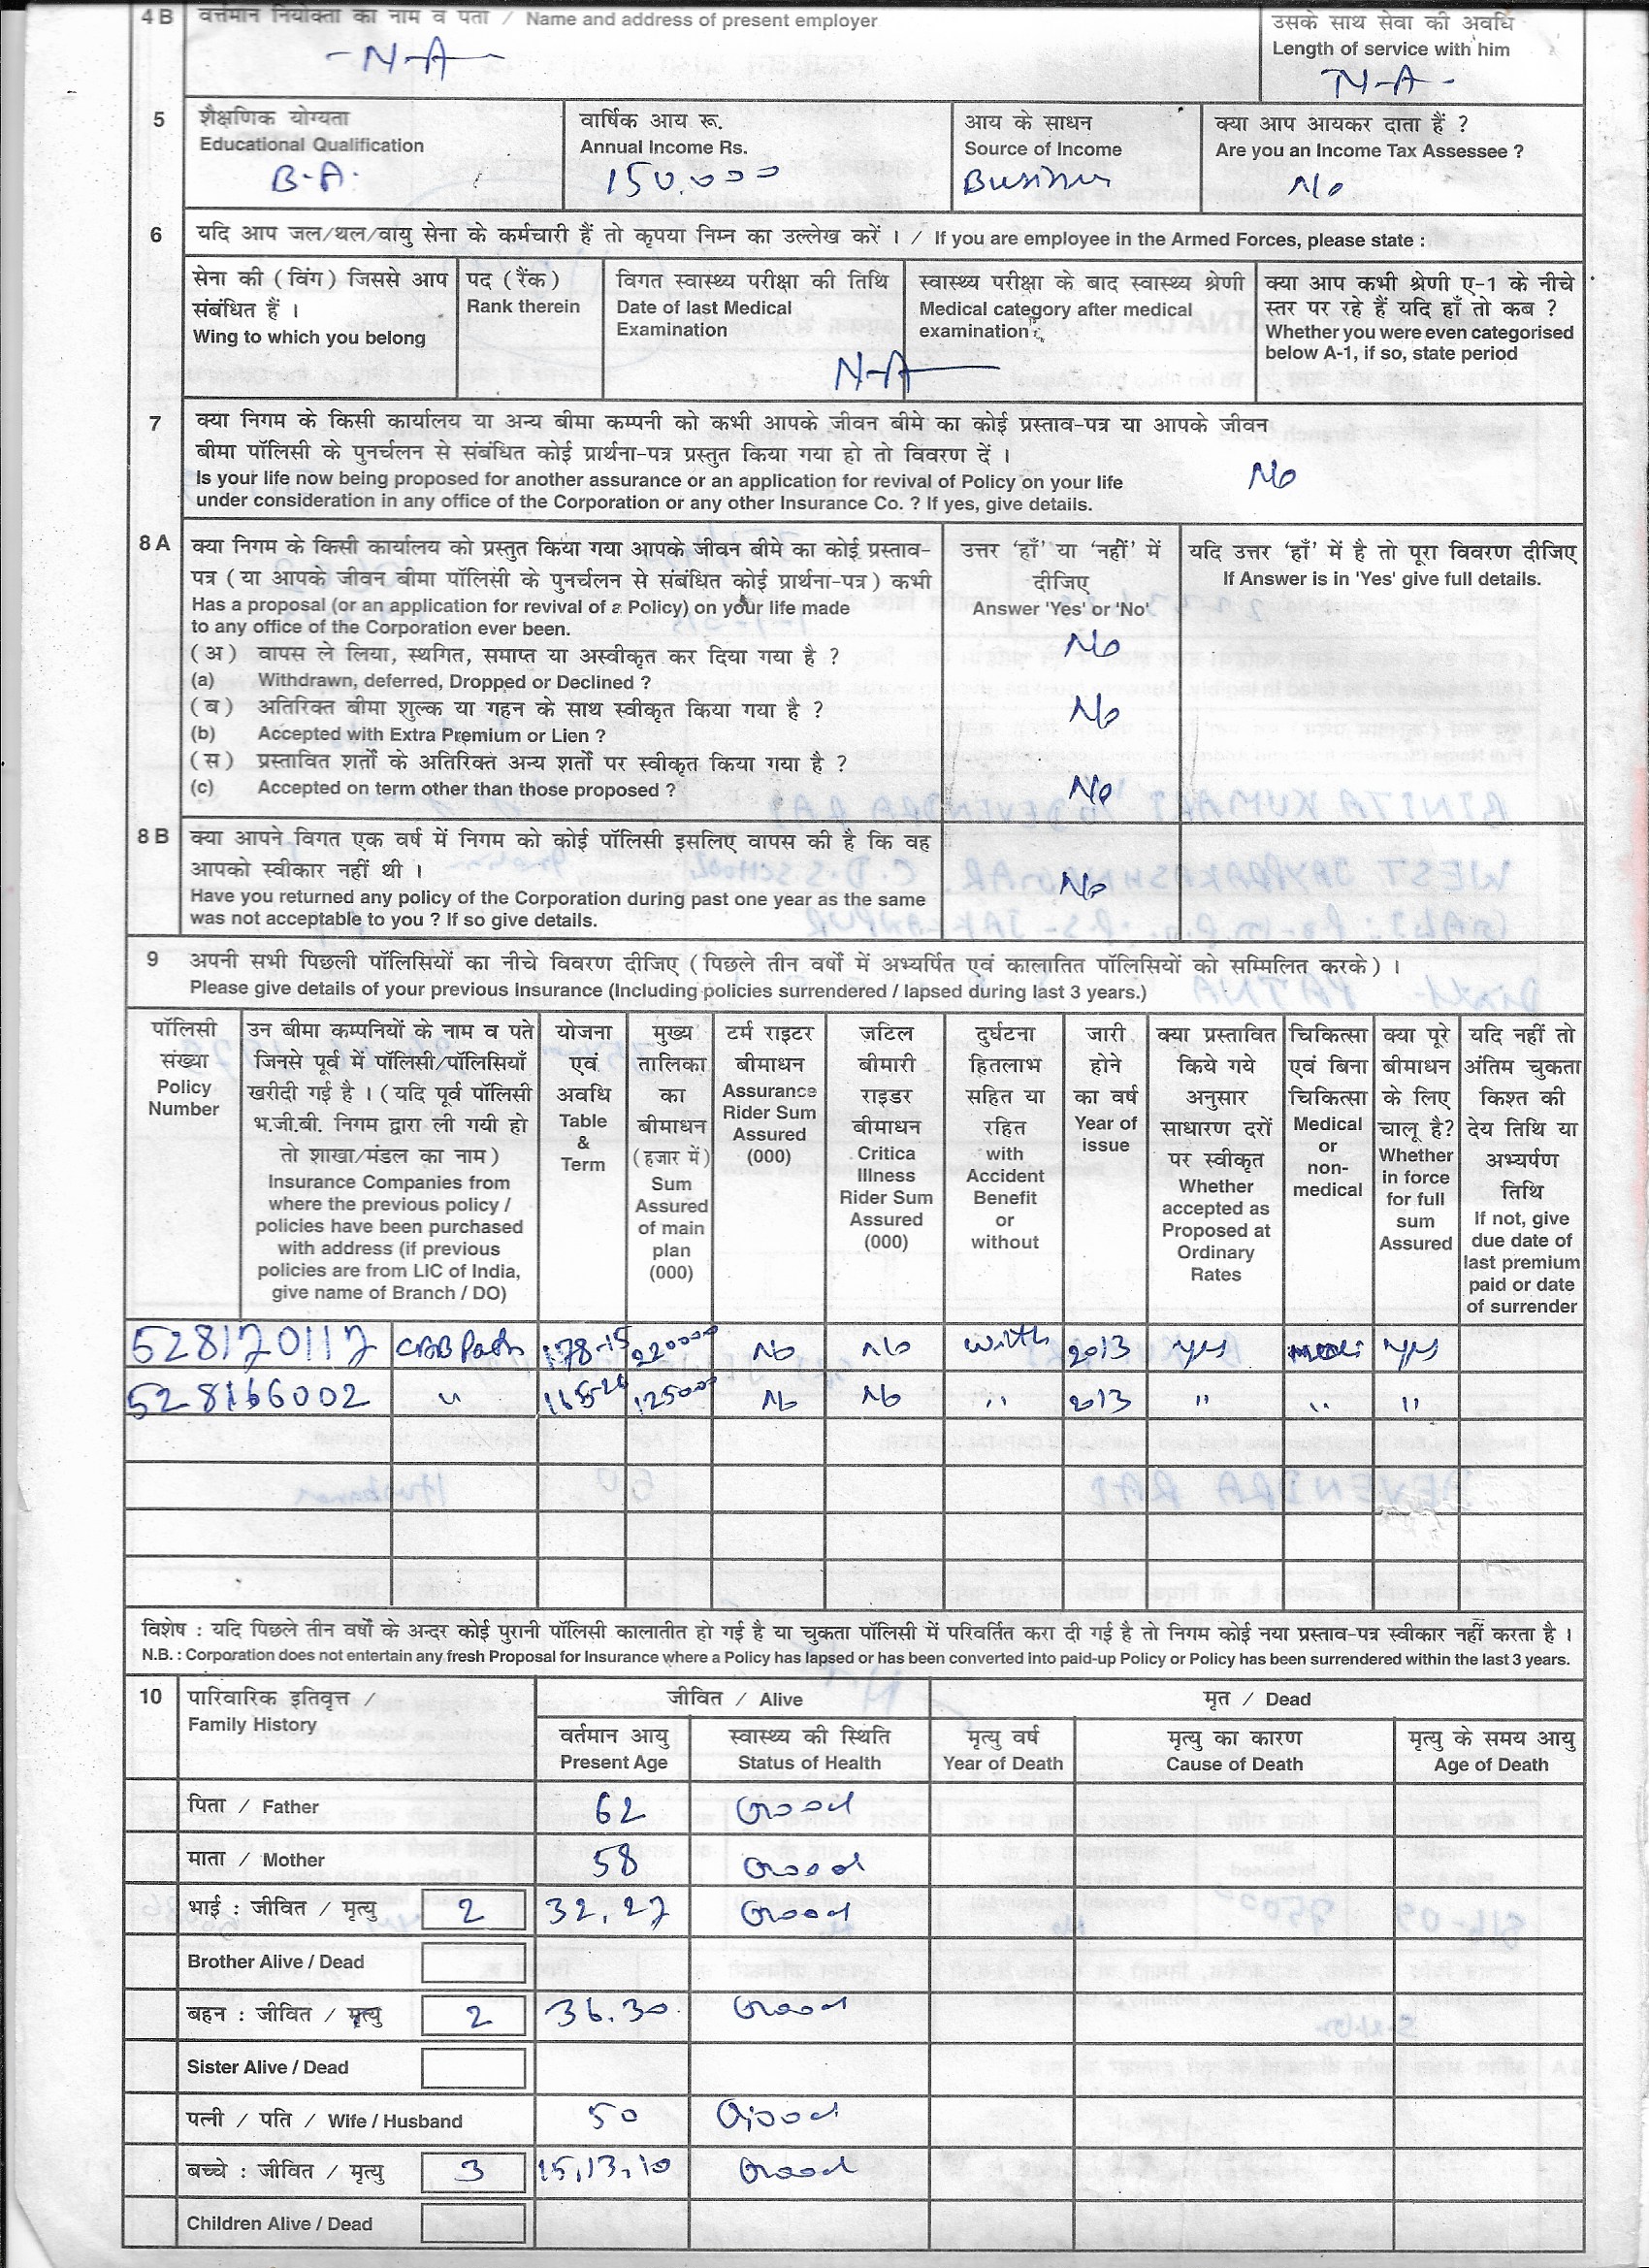 4 B वर्त्तमान नियोक्ता का नाम व पता / Name and address of present employer
-N-A-
उसके साथ सेवा की अवधि
Length of service with him
N-A-
5 शैक्षणिक योग्यता
Educational Qualification
B.A.
वार्षिक आय रू.
Annual Income Rs.
150,000
आय के साधन
Source of Income
Business
क्या आप आयकर दाता हैं ?
Are you an Income Tax Assessee ?
No
6 यदि आप जल/थल/वायु सेना के कर्मचारी हैं तो कृपया निम्न का उल्लेख करें । / If you are employee in the Armed Forces, please state :
सेना की (विंग) जिससे आप
संबंधित हैं ।
Wing to which you belong
पद (रैंक)
Rank therein
विगत स्वास्थ्य परीक्षा की तिथि
Date of last Medical
Examination
स्वास्थ्य परीक्षा के बाद स्वास्थ्य श्रेणी
Medical category after medical
examination
क्या आप कभी श्रेणी ए-1 के नीचे
स्तर पर रहे हैं यदि हाँ तो कब ?
Whether you were even categorised
below A-1, if so, state period
N-A
7 क्या निगम के किसी कार्यालय या अन्य बीमा कम्पनी को कभी आपके जीवन बीमे का कोई प्रस्ताव-पत्र या आपके जीवन
बीमा पॉलिसी के पुनर्चलन से संबंधित कोई प्रार्थना-पत्र प्रस्तुत किया गया हो तो विवरण दें ।
Is your life now being proposed for another assurance or an application for revival of Policy on your life
under consideration in any office of the Corporation or any other Insurance Co. ? If yes, give details.
No
8 A क्या निगम के किसी कार्यालय को प्रस्तुत किया गया आपके जीवन बीमे का कोई प्रस्ताव-
पत्र (या आपके जीवन बीमा पॉलिसी के पुनर्चलन से संबंधित कोई प्रार्थना-पत्र) कभी
Has a proposal (or an application for revival of a Policy) on your life made
to any office of the Corporation ever been.
उत्तर 'हाँ' या 'नहीं' में
दीजिए
Answer 'Yes' or 'No'
यदि उत्तर 'हाँ' में है तो पूरा विवरण दीजिए
If Answer is in 'Yes' give full details.
(अ) वापस ले लिया, स्थगित, समाप्त या अस्वीकृत कर दिया गया है ?
(a) Withdrawn, deferred, Dropped or Declined ?
No
(ब) अतिरिक्त बीमा शुल्क या गहन के साथ स्वीकृत किया गया है ?
(b) Accepted with Extra Premium or Lien ?
No
(स) प्रस्तावित शर्तों के अतिरिक्त अन्य शर्तों पर स्वीकृत किया गया है ?
(c) Accepted on term other than those proposed ?
No
8 B क्या आपने विगत एक वर्ष में निगम को कोई पॉलिसी इसलिए वापस की है कि वह
आपको स्वीकार नहीं थी ।
Have you returned any policy of the Corporation during past one year as the same
was not acceptable to you ? If so give details.
No
9 अपनी सभी पिछली पॉलिसियों का नीचे विवरण दीजिए (पिछले तीन वर्षो में अभ्यर्पित एवं कालातित पॉलिसियों को सम्मिलित करके) ।
Please give details of your previous Insurance (Including policies surrendered / lapsed during last 3 years.)
पॉलिसी
संख्या
Policy
Number
उन बीमा कम्पनियों के नाम व पते
जिनसे पूर्व में पॉलिसी/पॉलिसियाँ
खरीदी गई है । (यदि पूर्व पॉलिसी
भ.जी.बी. निगम द्वारा ली गयी हो
तो शाखा/मंडल का नाम)
Insurance Companies from
where the previous policy /
policies have been purchased
with address (if previous
policies are from LIC of India,
give name of Branch / DO)
योजना
एवं
अवधि
Table
&
Term
मुख्य
तालिका
का
बीमाधन
(हजार में)
Sum
Assured
of main
plan
(000)
टर्म राइटर
बीमाधन
Assurance
Rider Sum
Assured
(000)
ज़टिल
बीमारी
राइडर
बीमाधन
Critica
Illness
Rider Sum
Assured
(000)
दुर्घटना
हितलाभ
सहित या
रहित
with
Accident
Benefit
or
without
जारी
होने
का वर्ष
Year of
issue
क्या प्रस्तावित
किये गये
अनुसार
साधारण दरों
पर स्वीकृत
Whether
accepted as
Proposed at
Ordinary
Rates
चिकित्सा
एवं बिना
चिकित्सा
Medical
or
non-
medical
क्या पूरे
बीमाधन
के लिए
चालू है?
Whether
in force
for full
sum
Assured
यदि नहीं तो
अंतिम चुकता
किश्त की
देय तिथि या
अभ्यर्पण
तिथि
If not, give
due date of
last premium
paid or date
of surrender
528170117 178-15 220000 No No with 2013 yes yes
528166002 " 125000 No No " 2013 " " "
विशेष : यदि पिछले तीन वर्षों के अन्दर कोई पुरानी पॉलिसी कालातीत हो गई है या चुकता पॉलिसी में परिवर्तित करा दी गई है तो निगम कोई नया प्रस्ताव-पत्र स्वीकार नहीं करता है ।
N.B. : Corporation does not entertain any fresh Proposal for Insurance where a Policy has lapsed or has been converted into paid-up Policy or Policy has been surrendered within the last 3 years.
10 पारिवारिक इतिवृत्त /
Family History
जीवित / Alive
मृत / Dead
वर्तमान आयु
Present Age
स्वास्थ्य की स्थिति
Status of Health
मृत्यु वर्ष
Year of Death
मृत्यु का कारण
Cause of Death
मृत्यु के समय आयु
Age of Death
पिता / Father 62 Good
माता / Mother 58 Good
भाई : जीवित / मृत्यु 2 32,27 Good
Brother Alive / Dead
बहन : जीवित / मृत्यु 2 36,30 Good
Sister Alive / Dead
पत्नी / पति / Wife / Husband 50 Good
बच्चे : जीवित / मृत्यु 3 15,13,10 Good
Children Alive / Dead